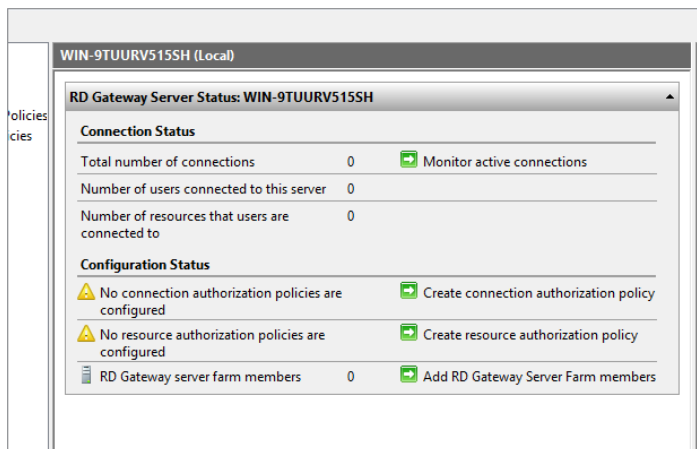 WIN-9TUURV515SH (Local)
RD Gateway Server Status: WIN-9TUURV515SH
Policies
cies
Connection Status
Total number of connections 0 Monitor active connections
Number of users connected to this server 0
Number of resources that users are 0
connected to
Configuration Status
No connection authorization policies are Create connection authorization policy
configured
No resource authorization policies are Create resource authorization policy
configured
RD Gateway server farm members 0 Add RD Gateway Server Farm members